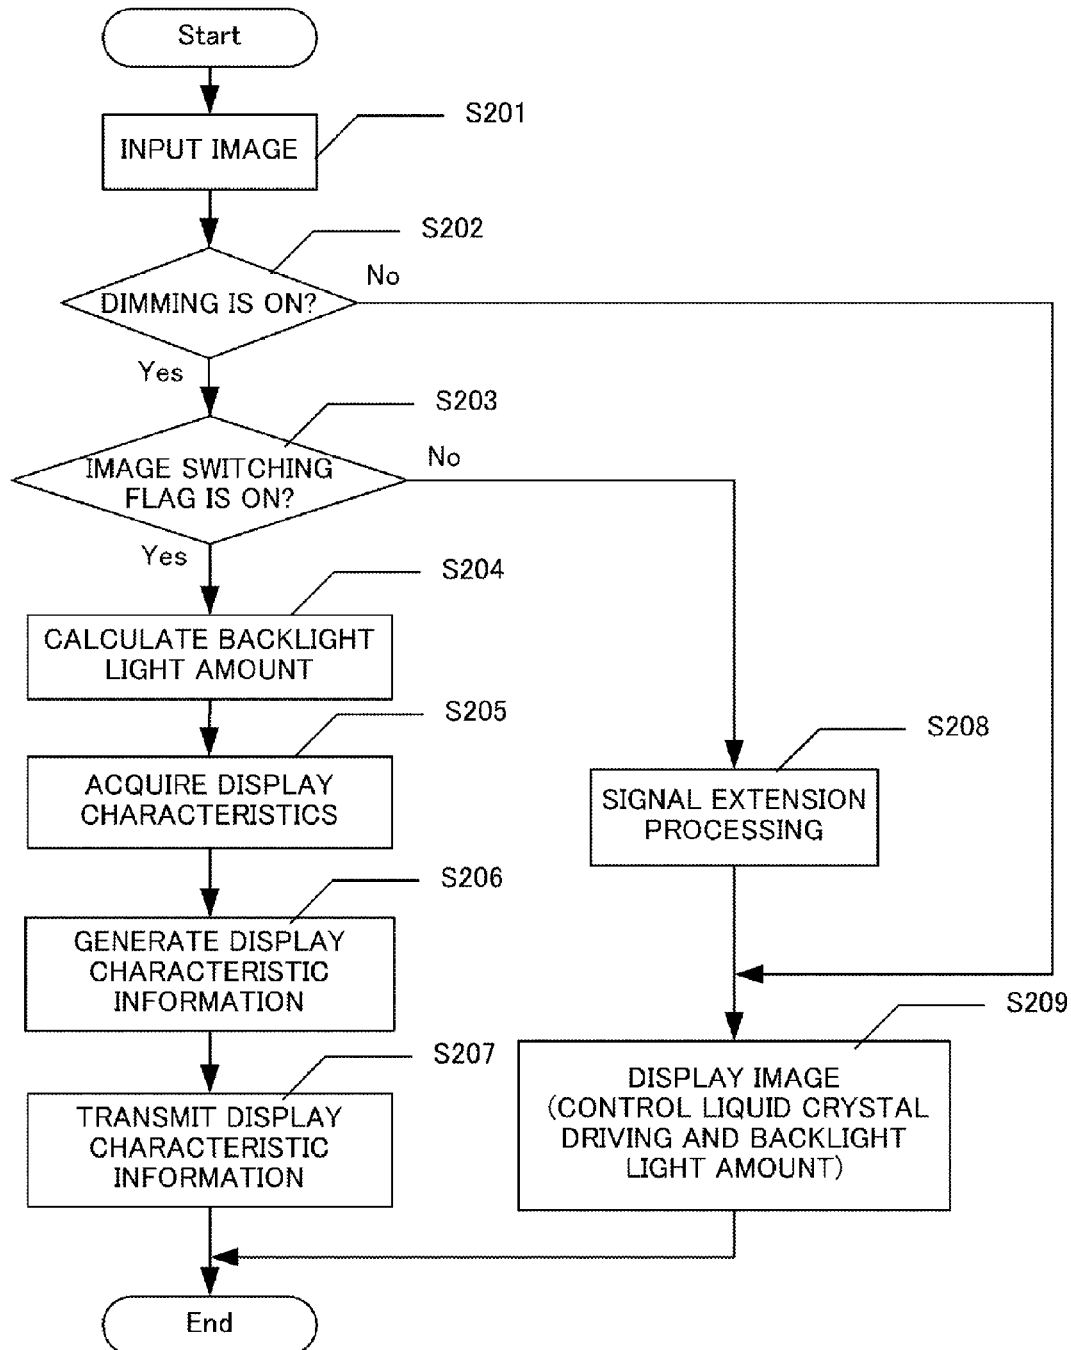 Start
S201
INPUT IMAGE
S202
No
DIMMING IS ON?
Yes
S203
No
IMAGE SWITCHING
FLAG IS ON?
Yes
S204
CALCULATE BACKLIGHT
LIGHT AMOUNT
S205
ACQUIRE DISPLAY
CHARACTERISTICS
S208
SIGNAL EXTENSION
PROCESSING
S206
GENERATE DISPLAY
CHARACTERISTIC
INFORMATION
S209
DISPLAY IMAGE
(CONTROL LIQUID CRYSTAL
DRIVING AND BACKLIGHT
LIGHT AMOUNT)
S207
TRANSMIT DISPLAY
CHARACTERISTIC
INFORMATION
End